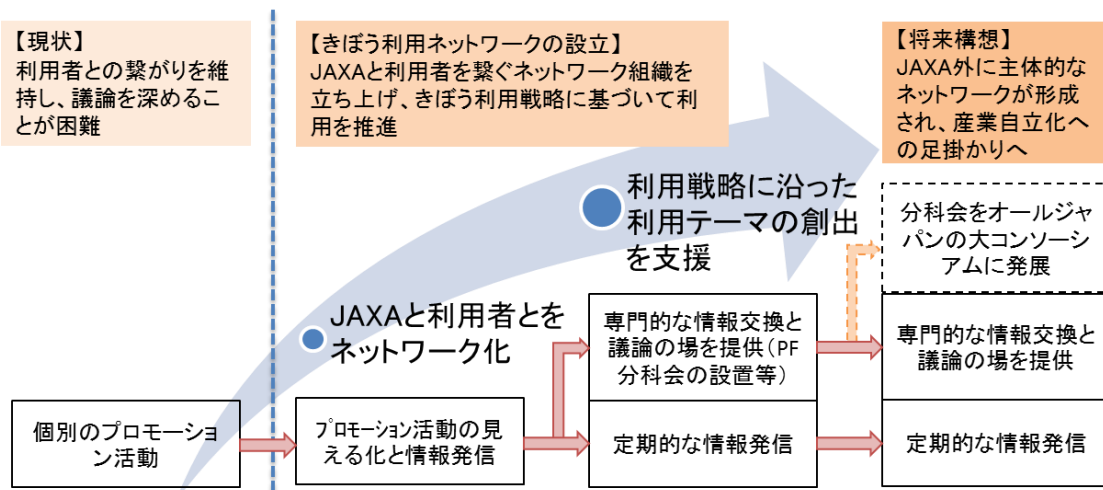 【現状】
利用者との繋がりを維
持し、議論を深めるこ
とが困難
【きぼう利用ネットワークの設立】
JAXAと利用者を繋ぐネットワーク組織を
立ち上げ、きぼう利用戦略に基づいて利
用を推進
【将来構想】
JAXA外に主体的な
ネットワークが形成
され、産業自立化へ
の足掛かりへ
利用戦略に沿った
利用テーマの創出
を支援
分科会をオールジャ
パンの大コンソーシ
アムに発展
JAXAと利用者とを
ネットワーク化
専門的な情報交換と
議論の場を提供(PF
分科会の設置等)
専門的な情報交換と
議論の場を提供
個別のプロモーショ
ン活動
ﾌﾟﾛﾓｰｼｮﾝ活動の見
える化と情報発信
定期的な情報発信
定期的な情報発信